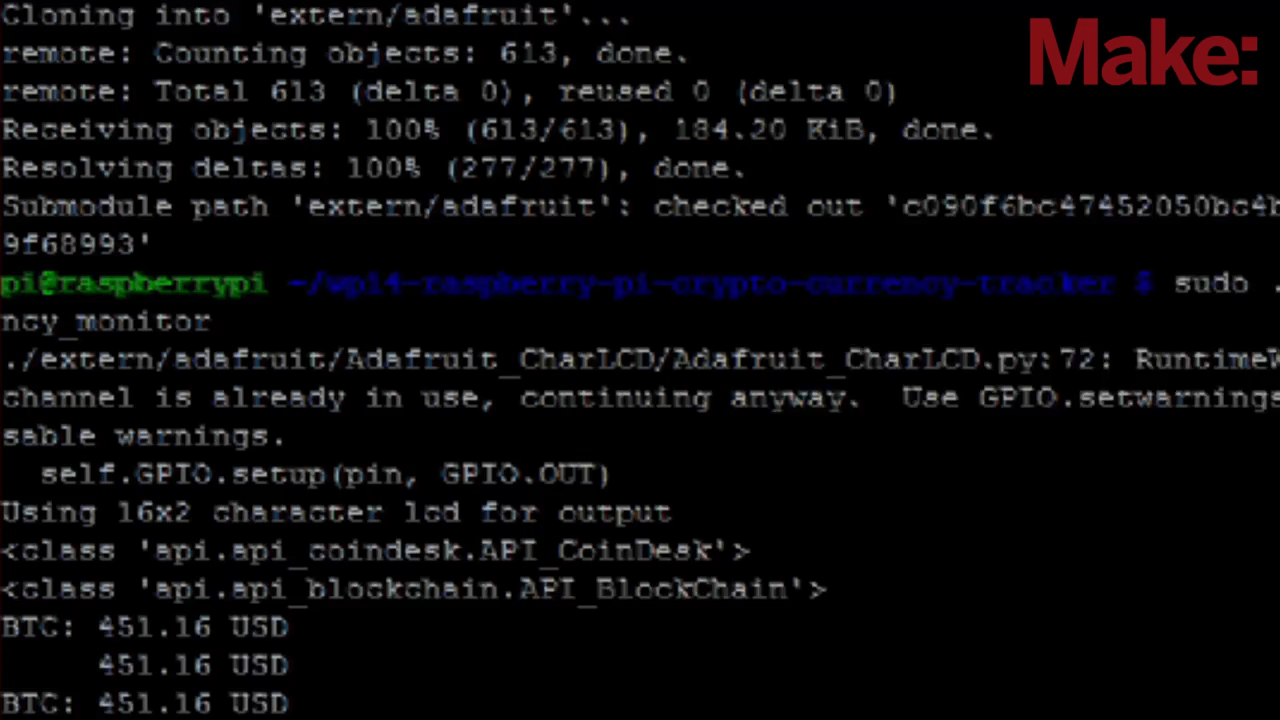 Cloning into 'extern/adafruit'...
Make:
remote: Counting objects: 613, done.
remote: Total 613 (delta 0), reused 0 (delta 0)
Receiving objects: 100% (613/613), 184.20 KiB, done.
Resolving deltas: 100% (277/277), done.
Submodule path 'extern/adafruit': checked out 'c090f6bc47452050bc4b
9f68993'
pi@raspberrypi ~/wpi4-raspberry-pi-crypto-currency-tracker $ sudo .
ncy_monitor
./extern/adafruit/Adafruit_CharLCD/Adafruit_CharLCD.py:72: RuntimeW
channel is already in use, continuing anyway.  Use GPIO.setwarnings
sable warnings.
  self.GPIO.setup(pin, GPIO.OUT)
Using 16x2 character lcd for output
<class 'api.api_coindesk.API_CoinDesk'>
<class 'api.api_blockchain.API_BlockChain'>
BTC: 451.16 USD
     451.16 USD
BTC: 451.16 USD